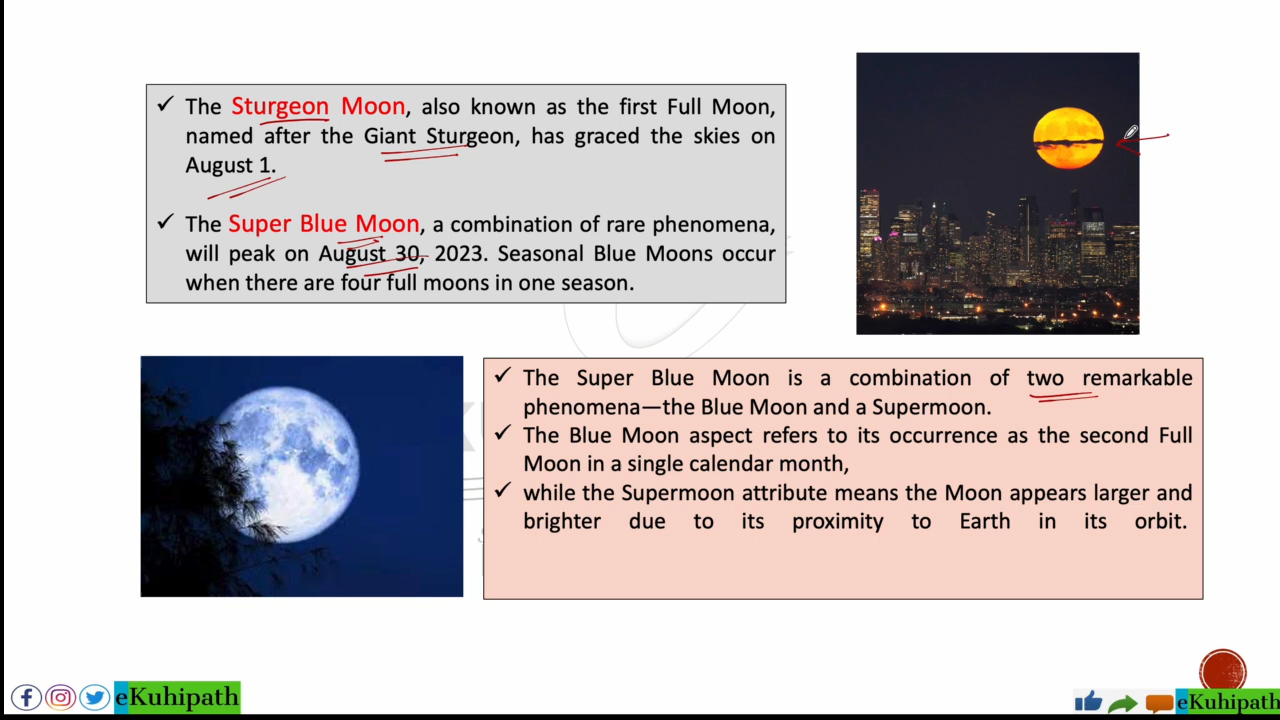 ✓ The Sturgeon Moon, also known as the first Full Moon,
named after the Giant Sturgeon, has graced the skies on
August 1.
✓ The Super Blue Moon, a combination of rare phenomena,
will peak on August 30, 2023. Seasonal Blue Moons occur
when there are four full moons in one season.
✓ The Super Blue Moon is a combination of two remarkable
phenomena—the Blue Moon and a Supermoon.
✓ The Blue Moon aspect refers to its occurrence as the second Full
Moon in a single calendar month,
✓ while the Supermoon attribute means the Moon appears larger and
brighter due to its proximity to Earth in its orbit.
eKuhipath
eKuhipath